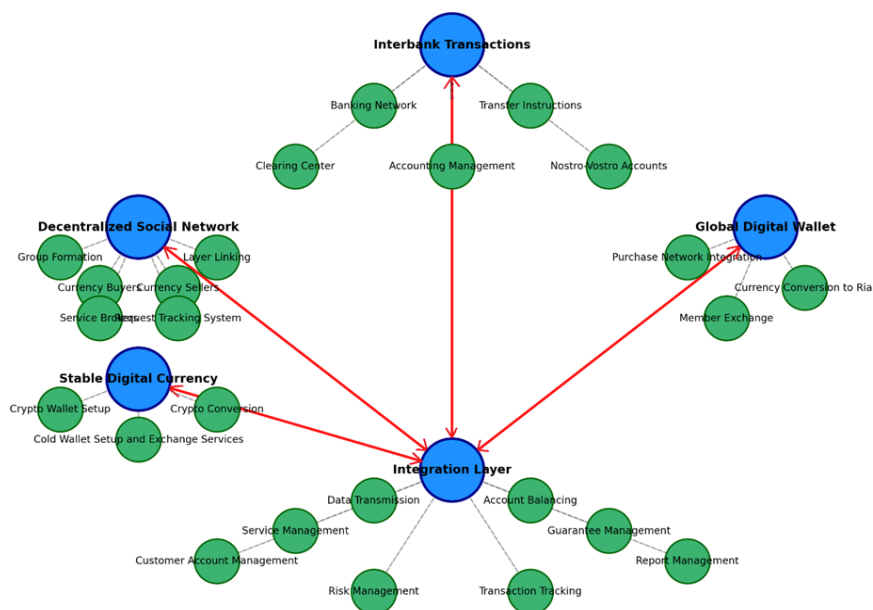 Interbank Transactions
Banking Network
Transfer Instructions
Clearing Center
Accounting Management
Nostro-Vostro Accounts
Decentralized Social Network
Global Digital Wallet
Group Formation
Layer Linking
Purchase Network Integration
Currency Buyers
Currency Sellers
Currency Conversion to Ria
Service Brokers
Request Tracking System
Member Exchange
Stable Digital Currency
Crypto Wallet Setup
Crypto Conversion
Cold Wallet Setup and Exchange Services
Integration Layer
Data Transmission
Account Balancing
Service Management
Guarantee Management
Customer Account Management
Report Management
Risk Management
Transaction Tracking